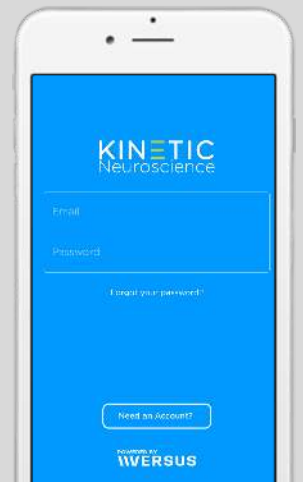 KINETIC
Neuroscience
Email
Password
Forgot your password?
Need an Account?
POWERED BY
VERSUS